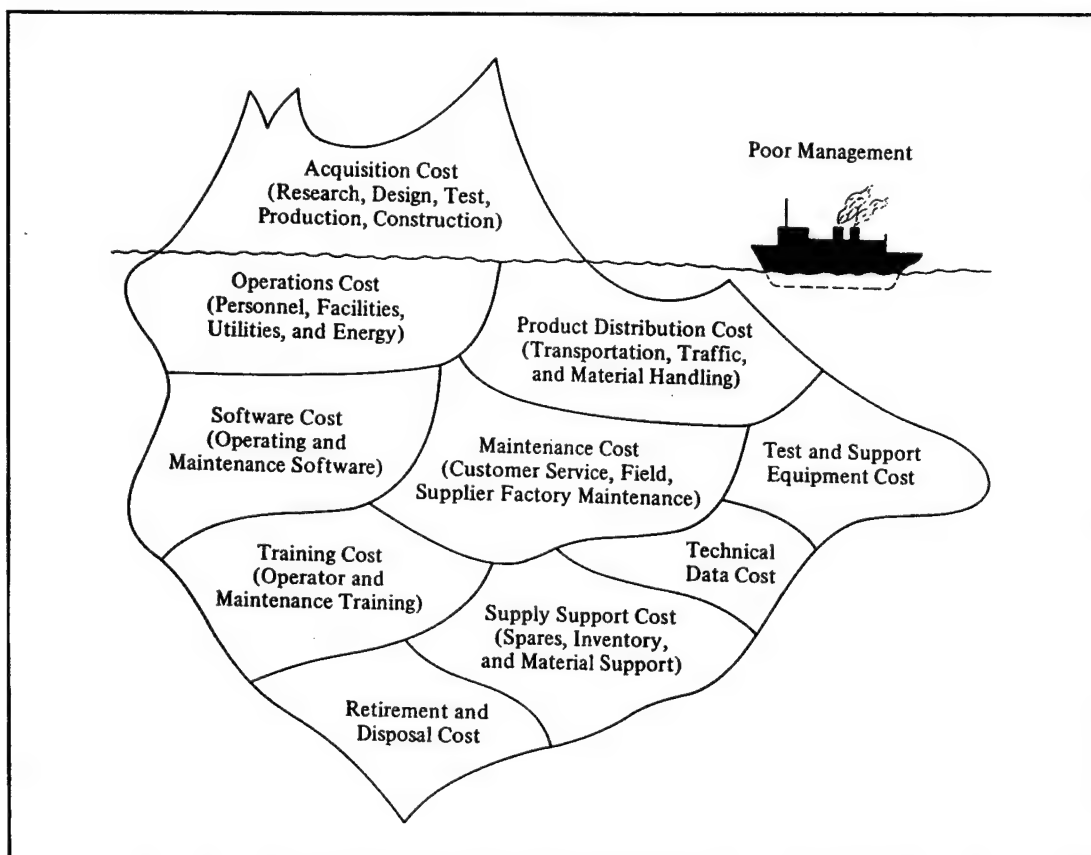 Poor Management
Acquisition Cost
(Research, Design, Test,
Production, Construction)
Operations Cost
(Personnel, Facilities,
Utilities, and Energy)
Product Distribution Cost
(Transportation, Traffic,
and Material Handling)
Software Cost
(Operating and
Maintenance Software)
Maintenance Cost
(Customer Service, Field,
Supplier Factory Maintenance)
Test and Support
Equipment Cost
Training Cost
(Operator and
Maintenance Training)
Technical
Data Cost
Supply Support Cost
(Spares, Inventory,
and Material Support)
Retirement and
Disposal Cost